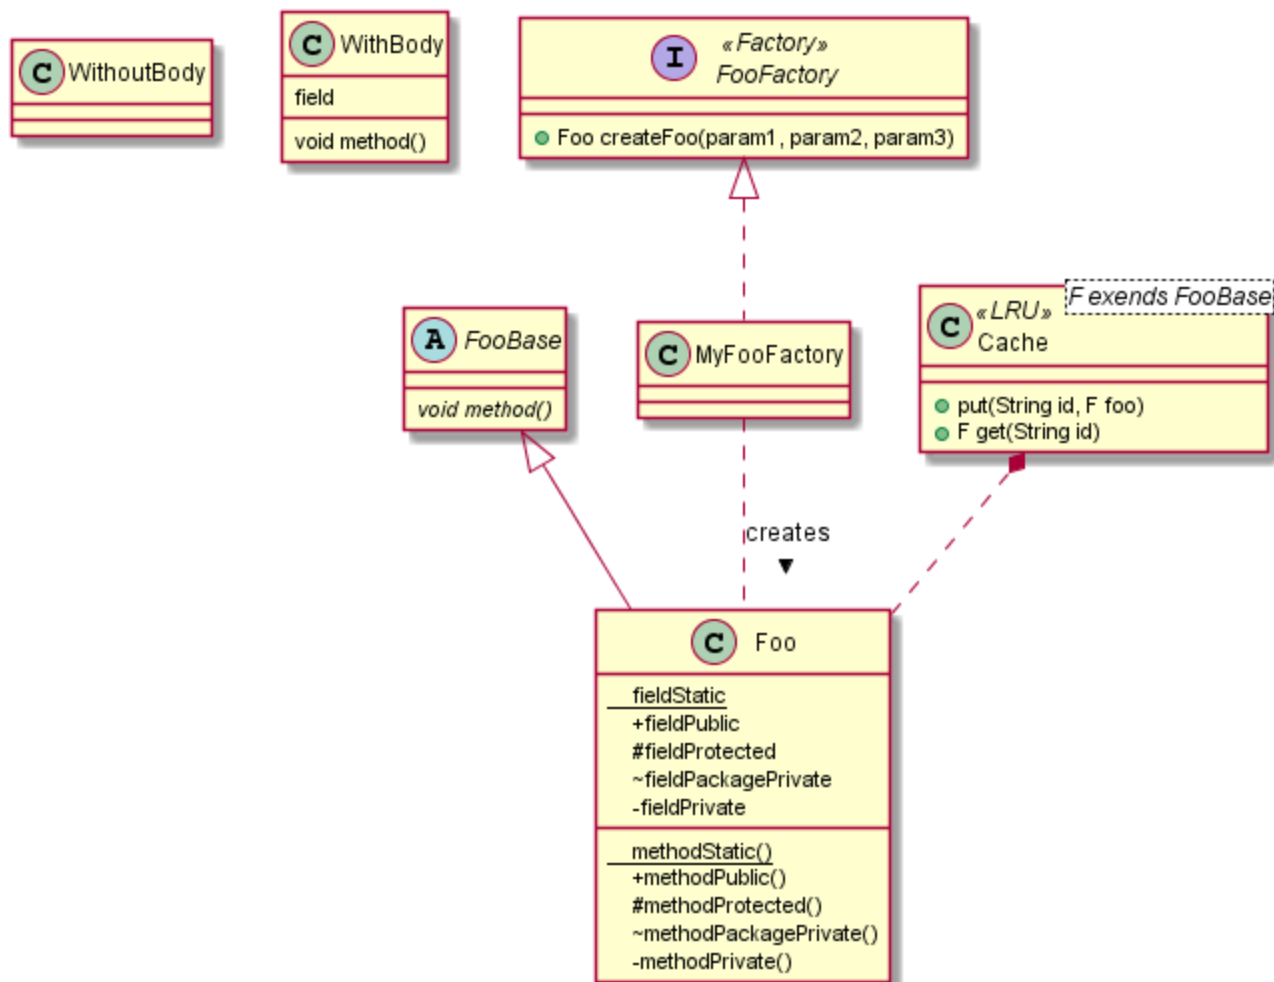 C WithoutBody
C WithBody
field
void method()
I «Factory»
FooFactory
Foo createFoo(param1, param2, param3)
A FooBase
void method()
C MyFooFactory
F exends FooBase
C «LRU»
Cache
put(String id, F foo)
F get(String id)
creates
C Foo
fieldStatic
+fieldPublic
#fieldProtected
~fieldPackagePrivate
-fieldPrivate
methodStatic()
+methodPublic()
#methodProtected()
~methodPackagePrivate()
-methodPrivate()